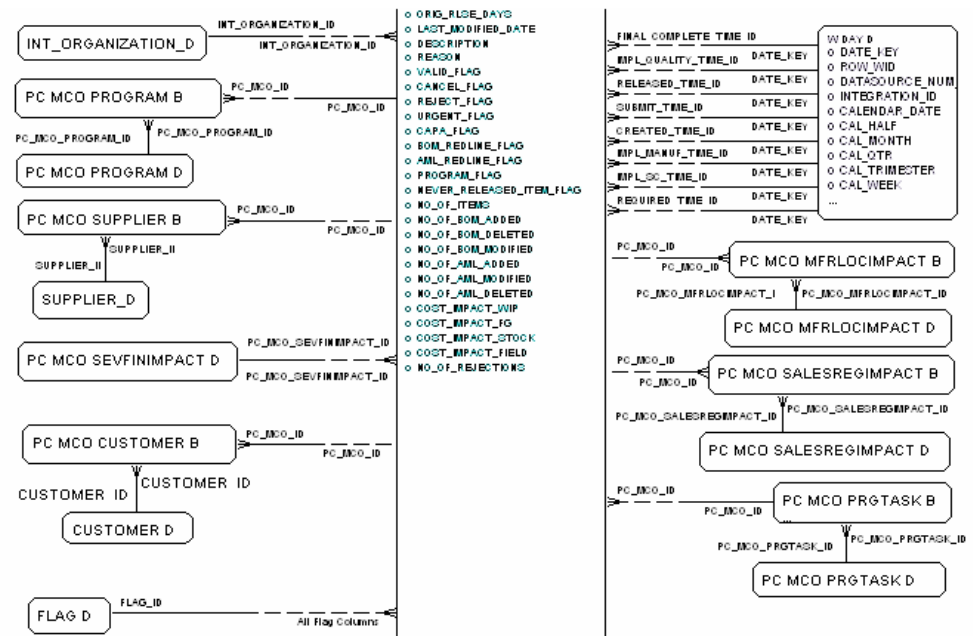 INT_ORGANIZATION_D
INT_ORGANIZATION_ID
INT_ORGANIZATION_ID
PC MCO PROGRAM B
PC_MCO_ID
PC_MCO_ID
PC_MCO_PROGRAM_ID
PC_MCO_PROGRAM_ID
PC MCO PROGRAM D
PC MCO SUPPLIER B
PC_MCO_ID
PC_MCO_ID
SUPPLIER_II
SUPPLIER_II
SUPPLIER_D
PC MCO SEVFINIMPACT D
PC_MCO_SEVFINIMPACT_ID
PC_MCO_SEVFINIMPACT_ID
PC MCO CUSTOMER B
PC_MCO_ID
PC_MCO_ID
CUSTOMER ID
CUSTOMER ID
CUSTOMER D
FLAG D
FLAG_ID
All Flag Columns
o ORIG_RLSE_DAYS
o LAST_MODIFIED_DATE
o DESCRIPTION
o REASON
o VALID_FLAG
o CANCEL_FLAG
o REJECT_FLAG
o URGENT_FLAG
o CAPA_FLAG
o BOM_REDLINE_FLAG
o AML_REDLINE_FLAG
o PROGRAM_FLAG
o NEVER_RELEASED_ITEM_FLAG
o NO_OF_ITEMS
o NO_OF_BOM_ADDED
o NO_OF_BOM_DELETED
o NO_OF_BOM_MODIFIED
o NO_OF_AML_ADDED
o NO_OF_AML_MODIFIED
o NO_OF_AML_DELETED
o COST_IMPACT_WIP
o COST_IMPACT_FG
o COST_IMPACT_STOCK
o COST_IMPACT_FIELD
o NO_OF_REJECTIONS
FINAL COMPLETE TIME ID
DATE_KEY
IMPL_QUALITY_TIME_ID
DATE_KEY
RELEASED_TIME_ID
DATE_KEY
SUBMIT_TIME_ID
DATE_KEY
CREATED_TIME_ID
DATE_KEY
IMPL_MANUF_TIME_ID
DATE_KEY
IMPL_SC_TIME_ID
DATE_KEY
REQUIRED TIME ID
DATE_KEY
W DAY D
o DATE_KEY
o ROW_WID
o DATASOURCE_NUM_
o INTEGRATION_ID
o CALENDAR_DATE
o CAL_HALF
o CAL_MONTH
o CAL_QTR
o CAL_TRIMESTER
o CAL_WEEK
...
PC_MCO_ID
PC_MCO_ID
PC MCO MFRLOCIMPACT B
PC_MCO_MFRLOCIMPACT_I
PC_MCO_MFRLOCIMPACT_ID
PC MCO MFRLOCIMPACT D
PC_MCO_ID
PC_MCO_ID
PC MCO SALESREGIMPACT B
PC_MCO_SALESREGIMPACT_ID
PC_MCO_SALESREGIMPACT_ID
PC MCO SALESREGIMPACT D
PC_MCO_ID
PC_MCO_ID
PC MCO PRGTASK B
...
PC_MCO_PRGTASK_ID
PC_MCO_PRGTASK_ID
PC MCO PRGTASK D